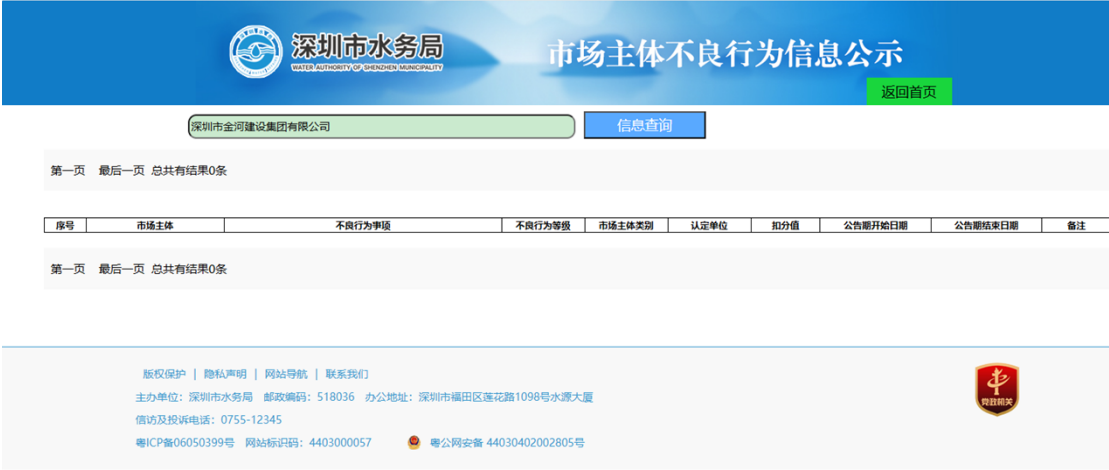 深圳市水务局
WATER AUTHORITY OF SHENZHEN MUNICIPALITY
市场主体不良行为信息公示
返回首页
深圳市金河建设集团有限公司 信息查询
第一页 最后一页 总共有结果0条
序号 市场主体 不良行为事项 不良行为等级 市场主体类别 认定单位 扣分值 公告期开始日期 公告期结束日期 备注
第一页 最后一页 总共有结果0条
版权保护 | 隐私声明 | 网站导航 | 联系我们
主办单位：深圳市水务局 邮政编码：518036 办公地址：深圳市福田区莲花路1098号水源大厦
信访及投诉电话：0755-12345
粤ICP备06050399号 网站标识码：4403000057 粤公网安备 44030402002805号
党政机关